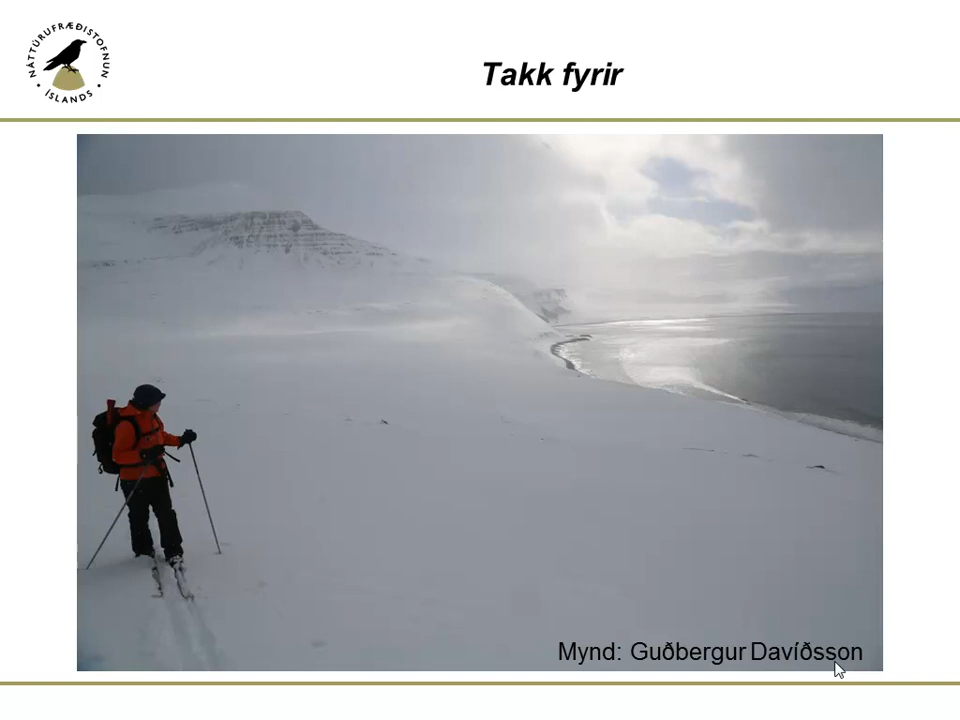 NÁTTÚRUFRÆÐISTOFNUN
• ÍSLANDS •
Takk fyrir
Mynd: Guðbergur Davíðsson